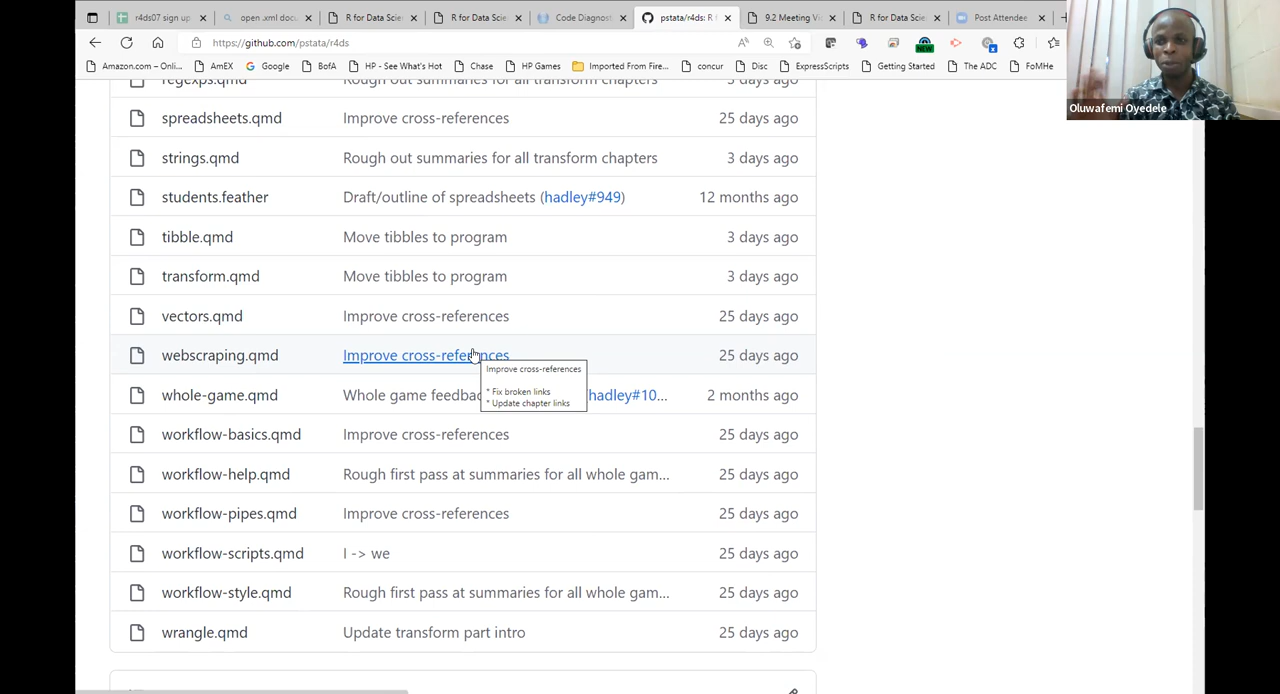 r4ds07 sign up
open .xml docu
R for Data Scie
R for Data Scie
Code Diagnost
pstata/r4ds: R f
9.2 Meeting Vi
R for Data Scie
Post Attendee
https://github.com/pstata/r4ds
Amazon.com - Onli...
AmEX
Google
BofA
HP - See What's Hot
Chase
HP Games
Imported From Fire...
concur
Disc
ExpressScripts
Getting Started
The ADC
FoMHe
NEW
Oluwafemi Oyedele
regexps.qmd Rough out summaries for all transform chapters 3 days ago
spreadsheets.qmd Improve cross-references 25 days ago
strings.qmd Rough out summaries for all transform chapters 3 days ago
students.feather Draft/outline of spreadsheets (hadley#949) 12 months ago
tibble.qmd Move tibbles to program 3 days ago
transform.qmd Move tibbles to program 3 days ago
vectors.qmd Improve cross-references 25 days ago
webscraping.qmd Improve cross-references 25 days ago
Improve cross-references
* Fix broken links
* Update chapter links
whole-game.qmd Whole game feedbac hadley#10... 2 months ago
workflow-basics.qmd Improve cross-references 25 days ago
workflow-help.qmd Rough first pass at summaries for all whole gam... 25 days ago
workflow-pipes.qmd Improve cross-references 25 days ago
workflow-scripts.qmd I -> we 25 days ago
workflow-style.qmd Rough first pass at summaries for all whole gam... 25 days ago
wrangle.qmd Update transform part intro 25 days ago